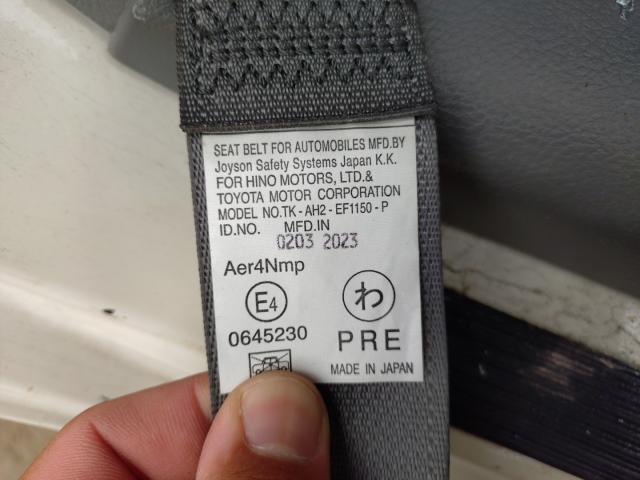 SEAT BELT FOR AUTOMOBILES MFD.BY
Joyson Safety Systems Japan K.K.
FOR HINO MOTORS, LTD.&
TOYOTA MOTOR CORPORATION
MODEL NO.TK - AH2 - EF1150 - P
ID.NO. MFD.IN
0203 2023
Aer4Nmp
E4 わ
0645230 PRE
MADE IN JAPAN